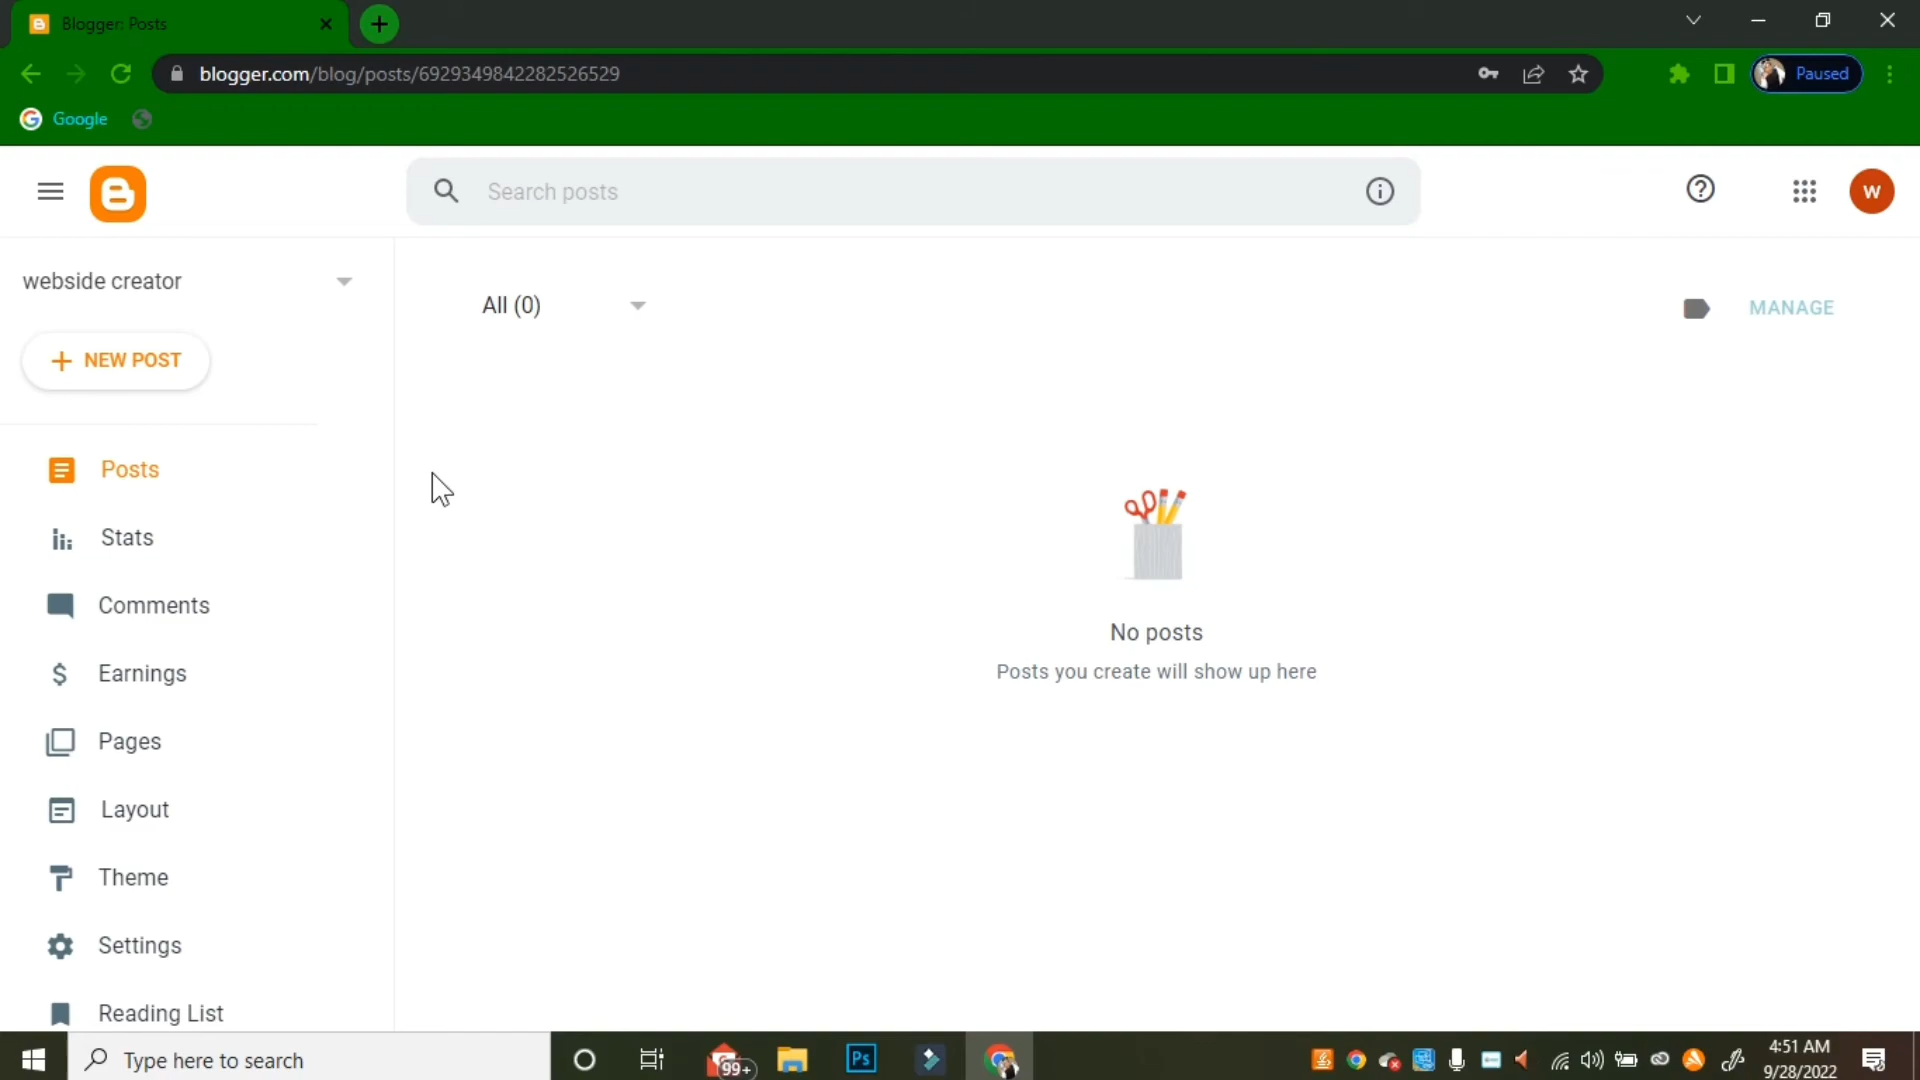 Blogger: Posts
blogger.com/blog/posts/6929349842282526529
Paused
Google
Search posts
W
webside creator
All (0)
MANAGE
NEW POST
Posts
Stats
Comments
Earnings
Pages
Layout
Theme
Settings
Reading List
No posts
Posts you create will show up here
Type here to search
99+
Ps
4:51 AM
9/28/2022